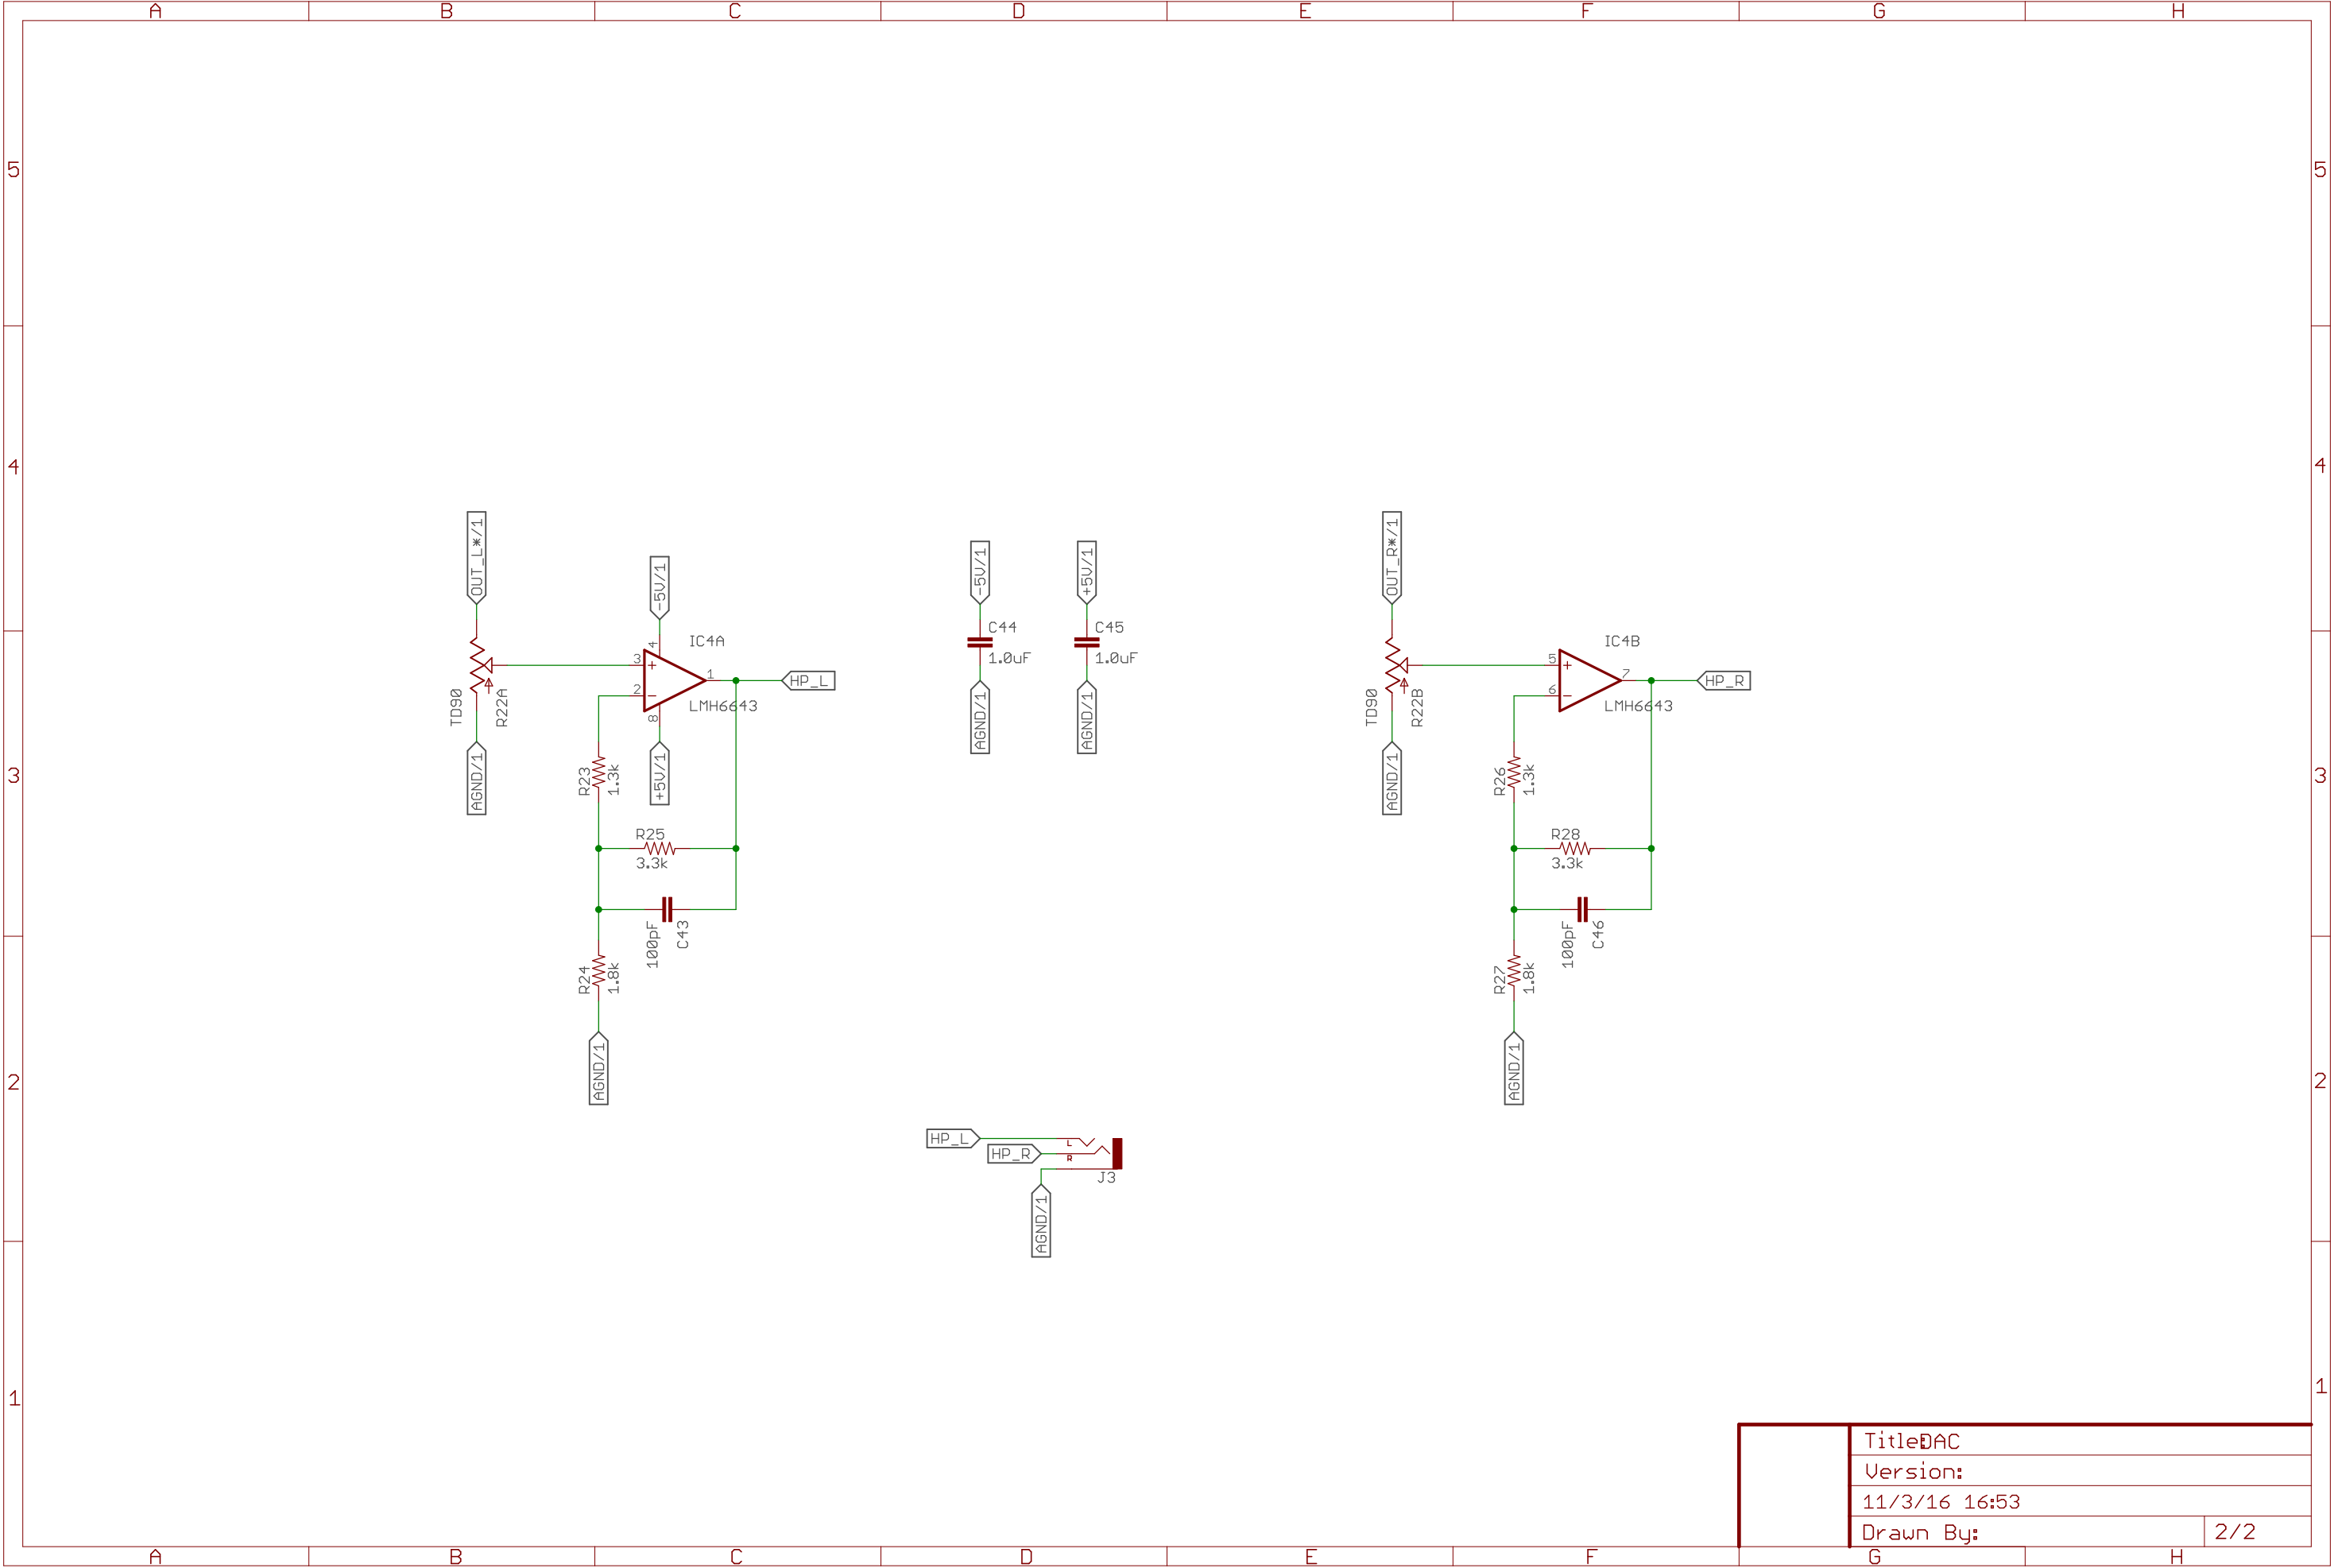 A B C D E F G H
5 5
4 4
3 3
2 2
1 1
OUT_L*/1
TD90
R22A
AGND/1
-5V/1
IC4A
3
2
4
8
1
LMH6643
+5V/1
HP_L
R23
1.3k
R25
3.3k
100pF
C43
R24
1.8k
AGND/1
-5V/1
C44
1.0uF
AGND/1
+5V/1
C45
1.0uF
AGND/1
OUT_R*/1
TD90
R22B
AGND/1
IC4B
5
6
7
LMH6643
HP_R
R26
1.3k
R28
3.3k
100pF
C46
R27
1.8k
AGND/1
HP_L
HP_R
L
R
J3
AGND/1
Title:DAC
Version:
11/3/16 16:53
Drawn By:
2/2
A B C D E F G H